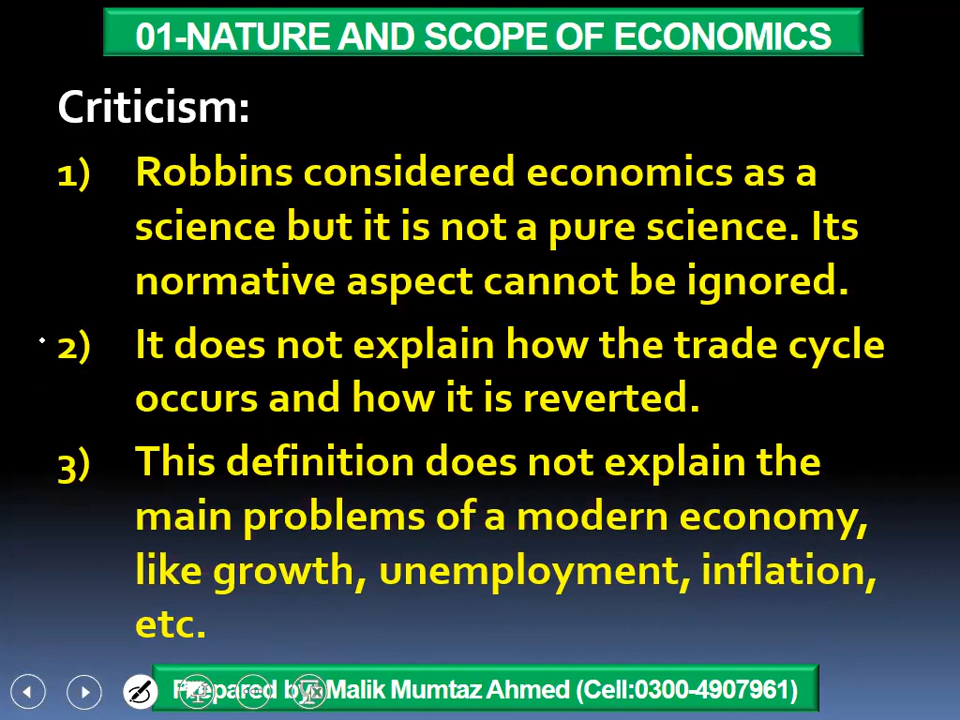 01-NATURE AND SCOPE OF ECONOMICS
Criticism:
1) Robbins considered economics as a
science but it is not a pure science. Its
normative aspect cannot be ignored.
2) It does not explain how the trade cycle
occurs and how it is reverted.
3) This definition does not explain the
main problems of a modern economy,
like growth, unemployment, inflation,
etc.
Prepared by: Malik Mumtaz Ahmed (Cell:0300-4907961)